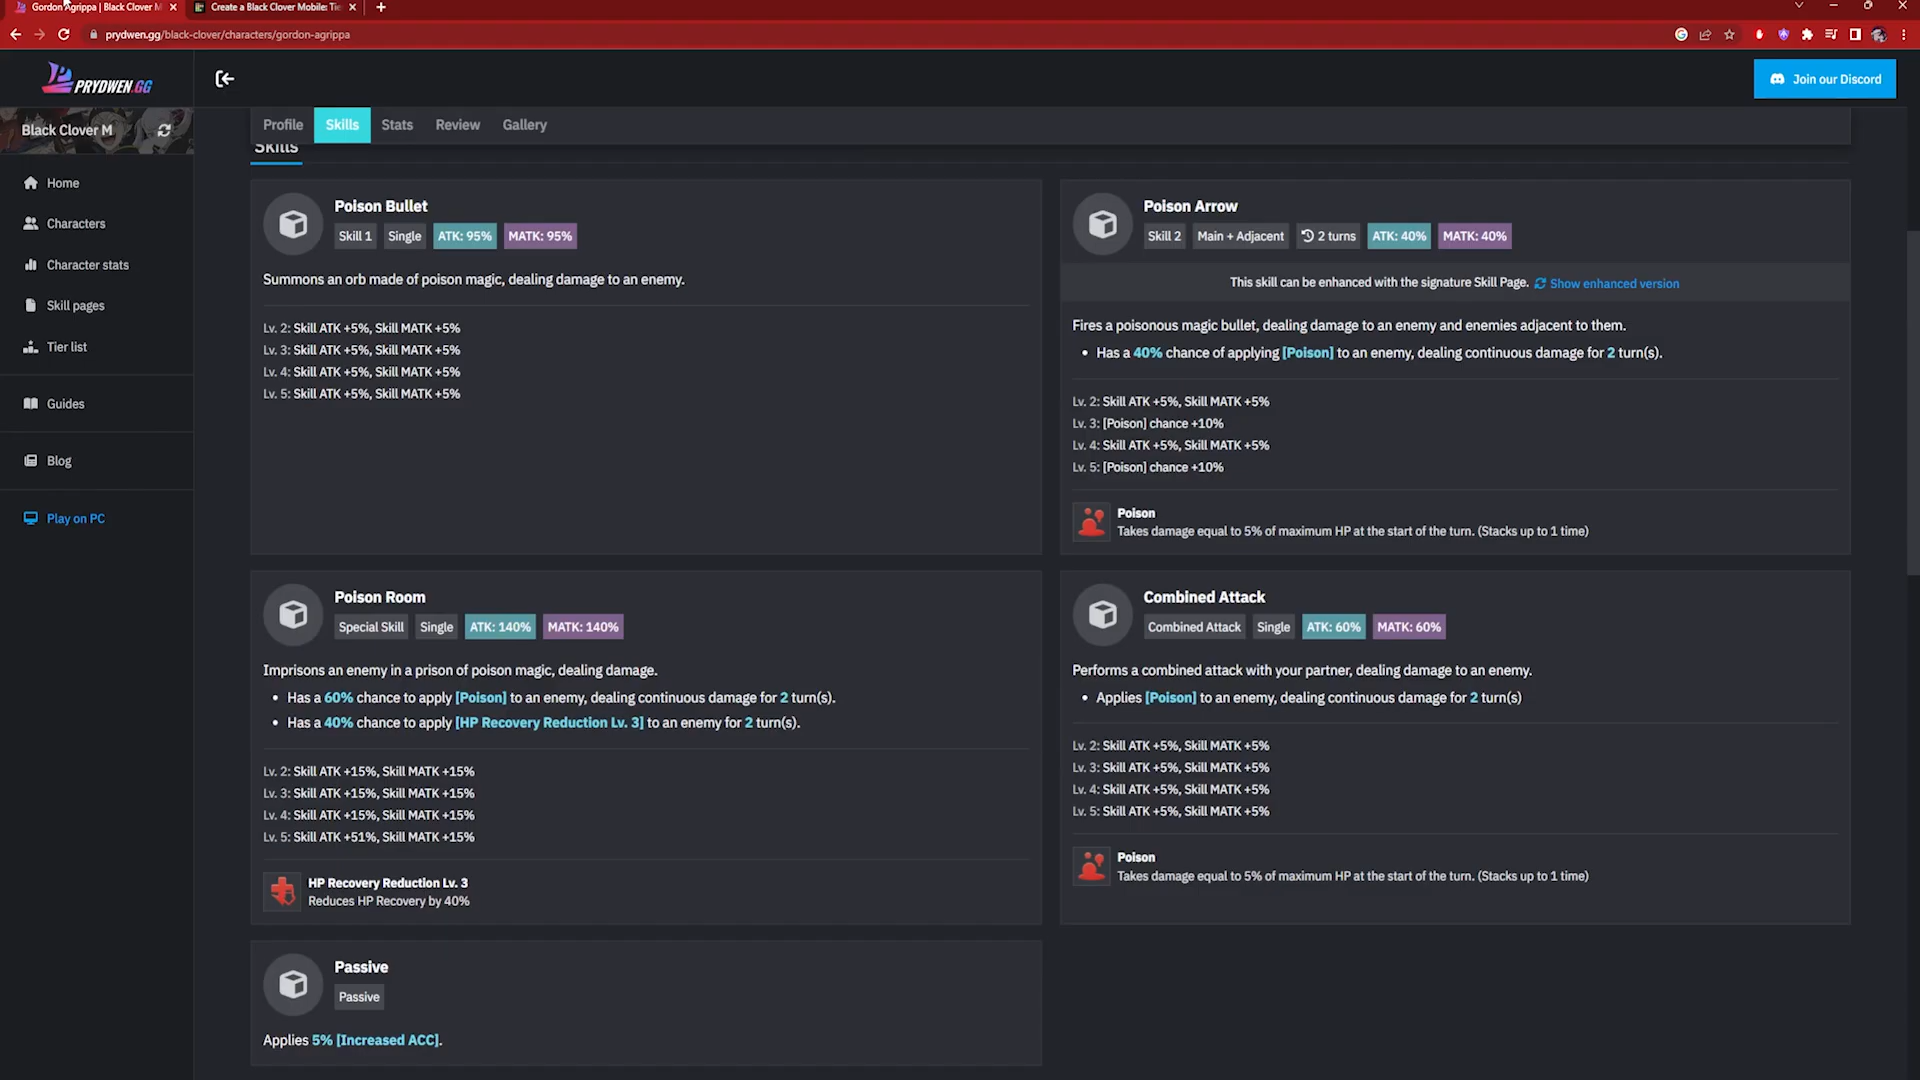 Gordon Agrippa | Black Clover M
Create a Black Clover Mobile: Tie
prydwen.gg/black-clover/characters/gordon-agrippa
PRYDWEN.GG
Join our Discord
Black Clover M
Home
Characters
Character stats
Skill pages
Tier list
Guides
Blog
Play on PC
Profile
Skills
Stats
Review
Gallery
Skills
Poison Bullet
Skill 1
Single
ATK: 95%
MATK: 95%
Summons an orb made of poison magic, dealing damage to an enemy.
Lv. 2: Skill ATK +5%, Skill MATK +5%
Lv. 3: Skill ATK +5%, Skill MATK +5%
Lv. 4: Skill ATK +5%, Skill MATK +5%
Lv. 5: Skill ATK +5%, Skill MATK +5%
Poison Arrow
Skill 2
Main + Adjacent
2 turns
ATK: 40%
MATK: 40%
This skill can be enhanced with the signature Skill Page. Show enhanced version
Fires a poisonous magic bullet, dealing damage to an enemy and enemies adjacent to them.
• Has a 40% chance of applying [Poison] to an enemy, dealing continuous damage for 2 turn(s).
Lv. 2: Skill ATK +5%, Skill MATK +5%
Lv. 3: [Poison] chance +10%
Lv. 4: Skill ATK +5%, Skill MATK +5%
Lv. 5: [Poison] chance +10%
Poison
Takes damage equal to 5% of maximum HP at the start of the turn. (Stacks up to 1 time)
Poison Room
Special Skill
Single
ATK: 140%
MATK: 140%
Imprisons an enemy in a prison of poison magic, dealing damage.
• Has a 60% chance to apply [Poison] to an enemy, dealing continuous damage for 2 turn(s).
• Has a 40% chance to apply [HP Recovery Reduction Lv. 3] to an enemy for 2 turn(s).
Lv. 2: Skill ATK +15%, Skill MATK +15%
Lv. 3: Skill ATK +15%, Skill MATK +15%
Lv. 4: Skill ATK +15%, Skill MATK +15%
Lv. 5: Skill ATK +51%, Skill MATK +15%
HP Recovery Reduction Lv. 3
Reduces HP Recovery by 40%
Combined Attack
Combined Attack
Single
ATK: 60%
MATK: 60%
Performs a combined attack with your partner, dealing damage to an enemy.
• Applies [Poison] to an enemy, dealing continuous damage for 2 turn(s)
Lv. 2: Skill ATK +5%, Skill MATK +5%
Lv. 3: Skill ATK +5%, Skill MATK +5%
Lv. 4: Skill ATK +5%, Skill MATK +5%
Lv. 5: Skill ATK +5%, Skill MATK +5%
Poison
Takes damage equal to 5% of maximum HP at the start of the turn. (Stacks up to 1 time)
Passive
Passive
Applies 5% [Increased ACC].